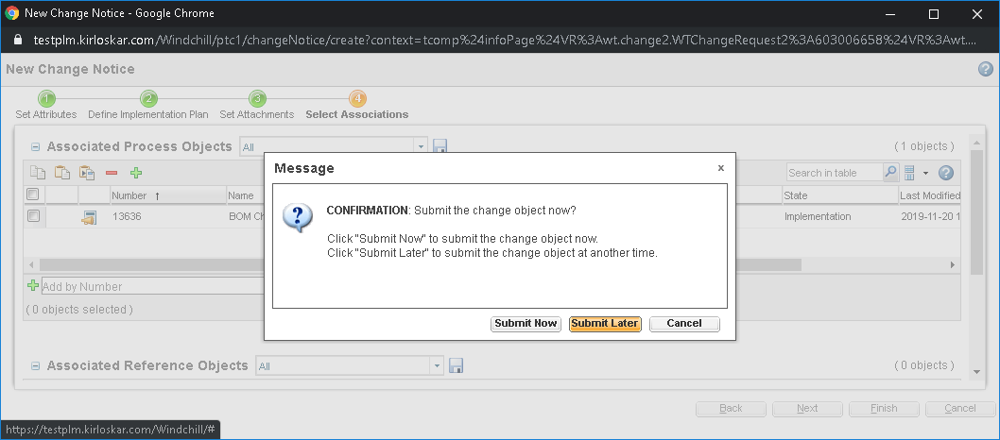 New Change Notice - Google Chrome
testplm.kirloskar.com/Windchill/ptc1/changeNotice/create?context=tcomp%24infoPage%24VR%3Awt.change2.WTChangeRequest2%3A603006658%24VR%3Awt....
New Change Notice
1 2 3 4
Set Attributes Define Implementation Plan Set Attachments Select Associations
Associated Process Objects All ( 1 objects )
Message x
Search in table
Number ↑ Name State Last Modified
13636 BOM Ch Implementation 2019-11-20 1
CONFIRMATION: Submit the change object now?
Click "Submit Now" to submit the change object now.
Click "Submit Later" to submit the change object at another time.
Add by Number
( 0 objects selected )
Submit Now Submit Later Cancel
Associated Reference Objects All ( 0 objects )
Back Next Finish Cancel
https://testplm.kirloskar.com/Windchill/#